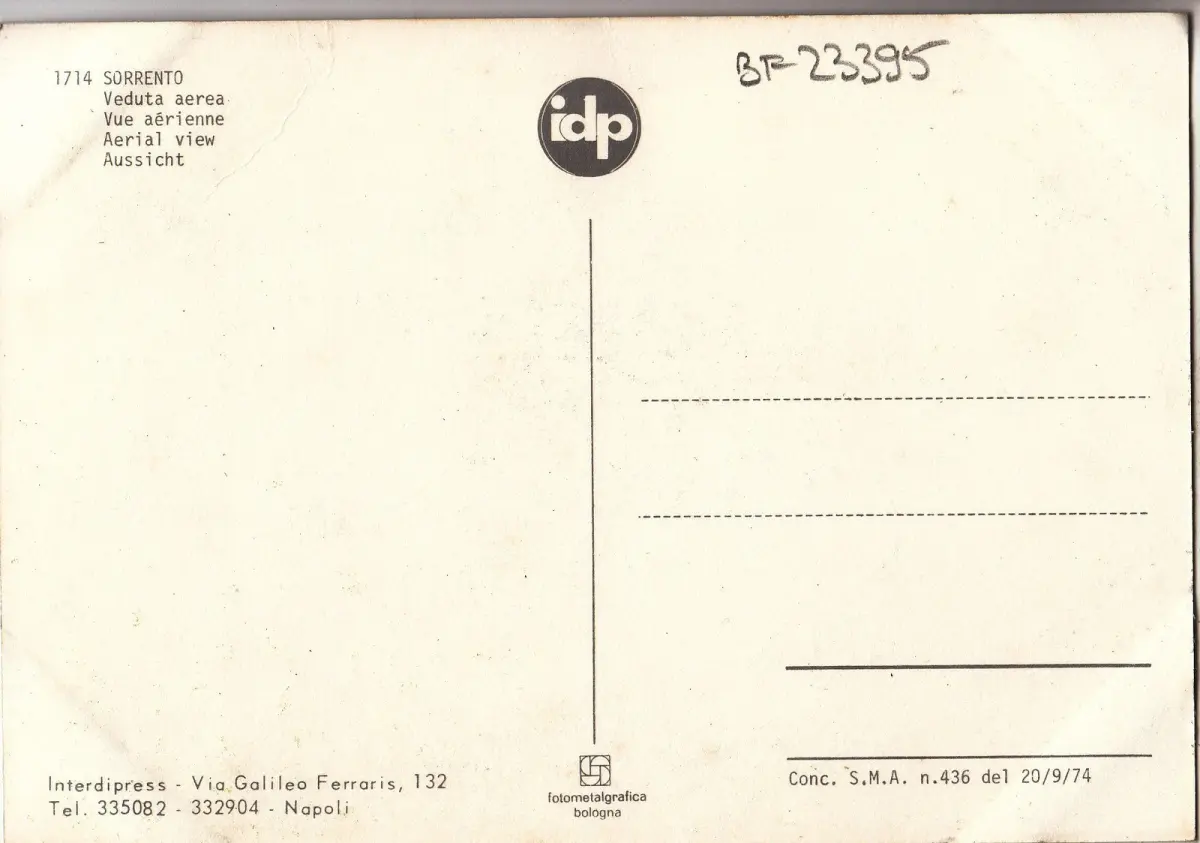 1714 SORRENTO
Veduta aerea
Vue aérienne
Aerial view
Aussicht
idp
BF-23395
Interdipress - Via Galileo Ferraris, 132
Tel. 335082 - 332904 - Napoli
fotometalgrafica
bologna
Conc. S.M.A. n.436 del 20/9/74